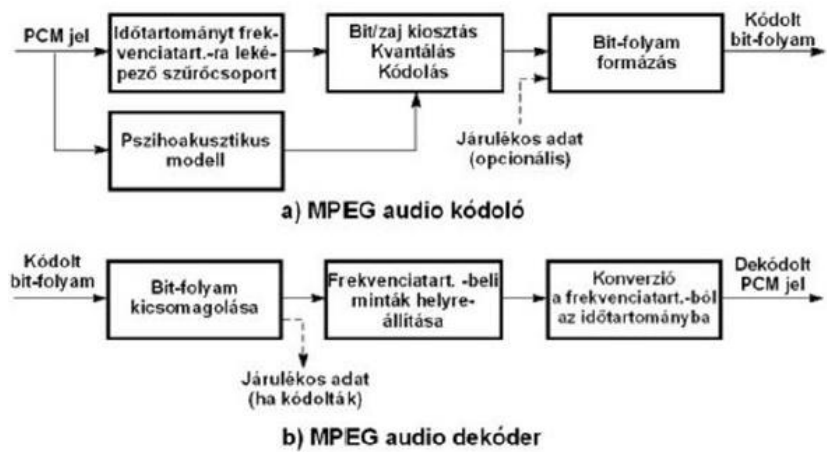 PCM jel
Időtartományt frek-
venciatart.-ra leké-
pező szűrőcsoport
Bit/zaj kiosztás
Kvantálás
Kódolás
Bit-folyam
formázás
Kódolt
bit-folyam
Pszihoakusztikus
modell
Járulékos adat
(opcionális)
a) MPEG audio kódoló
Kódolt
bit-folyam
Bit-folyam
kicsomagolása
Frekvenciatart. -beli
minták helyre-
állítása
Konverzió
a frekvenciatart.-ból
az időtartományba
Dekódolt
PCM jel
Járulékos adat
(ha kódolták)
b) MPEG audio dekóder